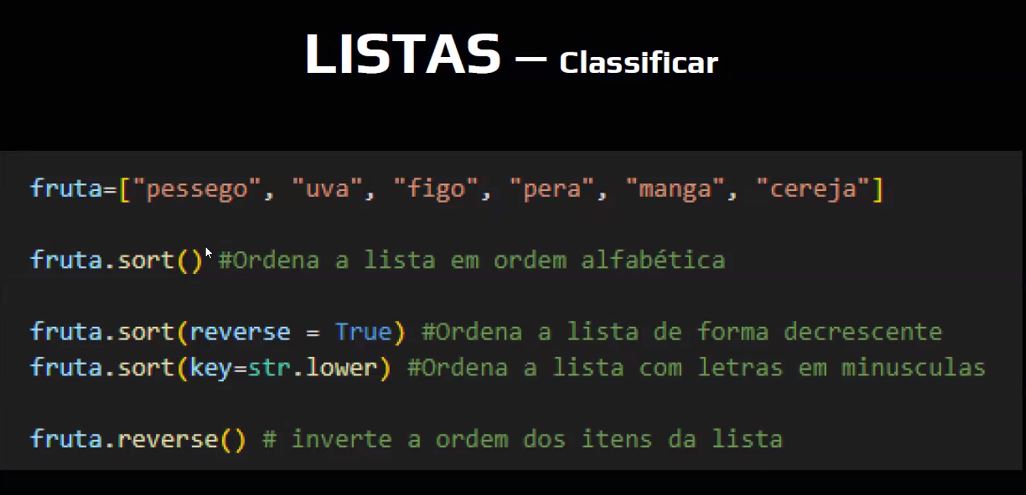 LISTAS — Classificar
fruta=["pessego", "uva", "figo", "pera", "manga", "cereja"]
fruta.sort() #Ordena a lista em ordem alfabética
fruta.sort(reverse = True) #Ordena a lista de forma decrescente
fruta.sort(key=str.lower) #Ordena a lista com letras em minusculas
fruta.reverse() # inverte a ordem dos itens da lista